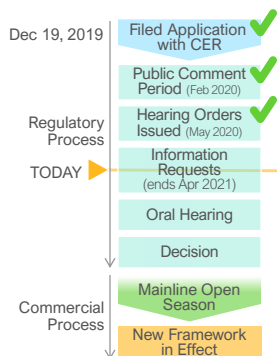 Dec 19, 2019
Filed Application
with CER
Public Comment
Period (Feb 2020)
Regulatory
Process
Hearing Orders
Issued (May 2020)
TODAY
Information
Requests
(ends Apr 2021)
Oral Hearing
Decision
Commercial
Process
Mainline Open
Season
New Framework
in Effect